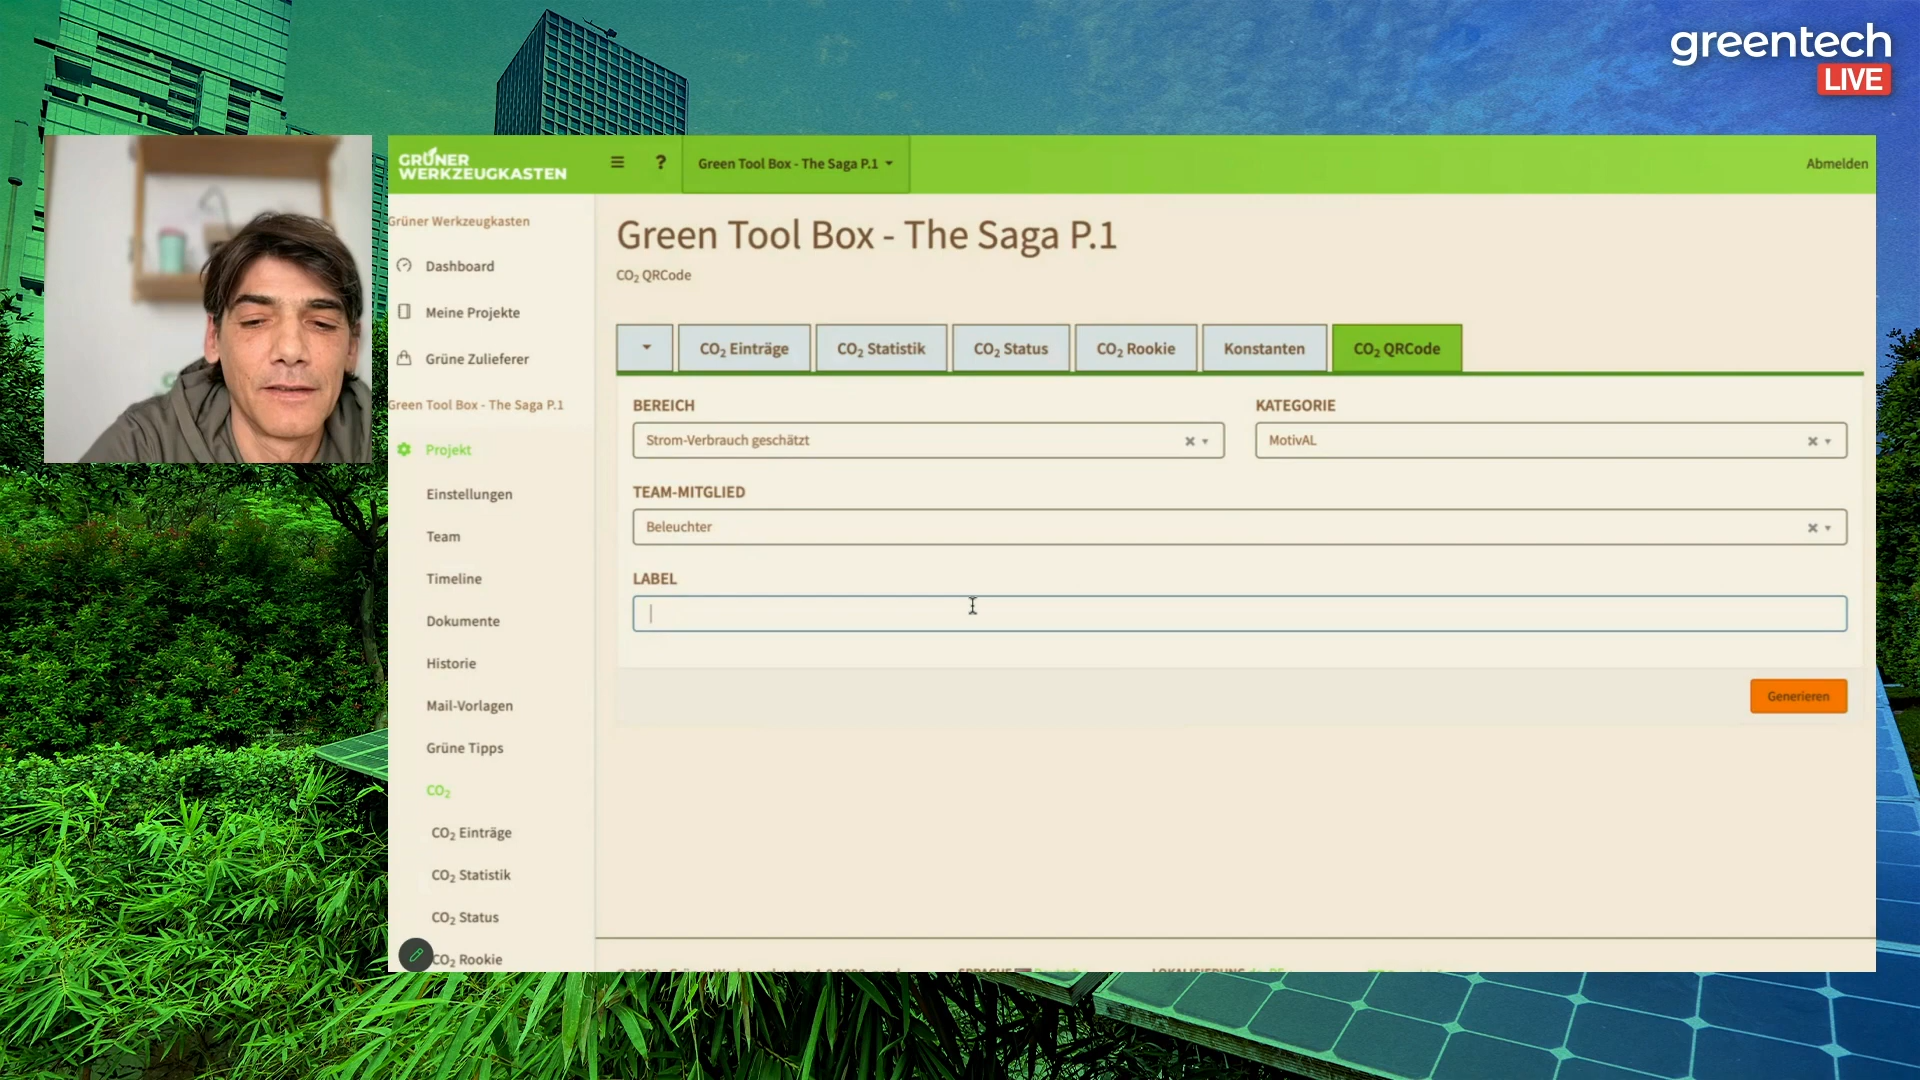 greentech
LIVE
GRÜNER
WERKZEUGKASTEN
?
Green Tool Box - The Saga P.1
Abmelden
Grüner Werkzeugkasten
Dashboard
Meine Projekte
Grüne Zulieferer
Green Tool Box - The Saga P.1
Projekt
Einstellungen
Team
Timeline
Dokumente
Historie
Mail-Vorlagen
Grüne Tipps
CO₂
CO₂ Einträge
CO₂ Statistik
CO₂ Status
CO₂ Rookie
Green Tool Box - The Saga P.1
CO₂ QRCode
CO₂ Einträge
CO₂ Statistik
CO₂ Status
CO₂ Rookie
Konstanten
CO₂ QRCode
BEREICH
Strom-Verbrauch geschätzt
KATEGORIE
MotivAL
TEAM-MITGLIED
Beleuchter
LABEL
Generieren